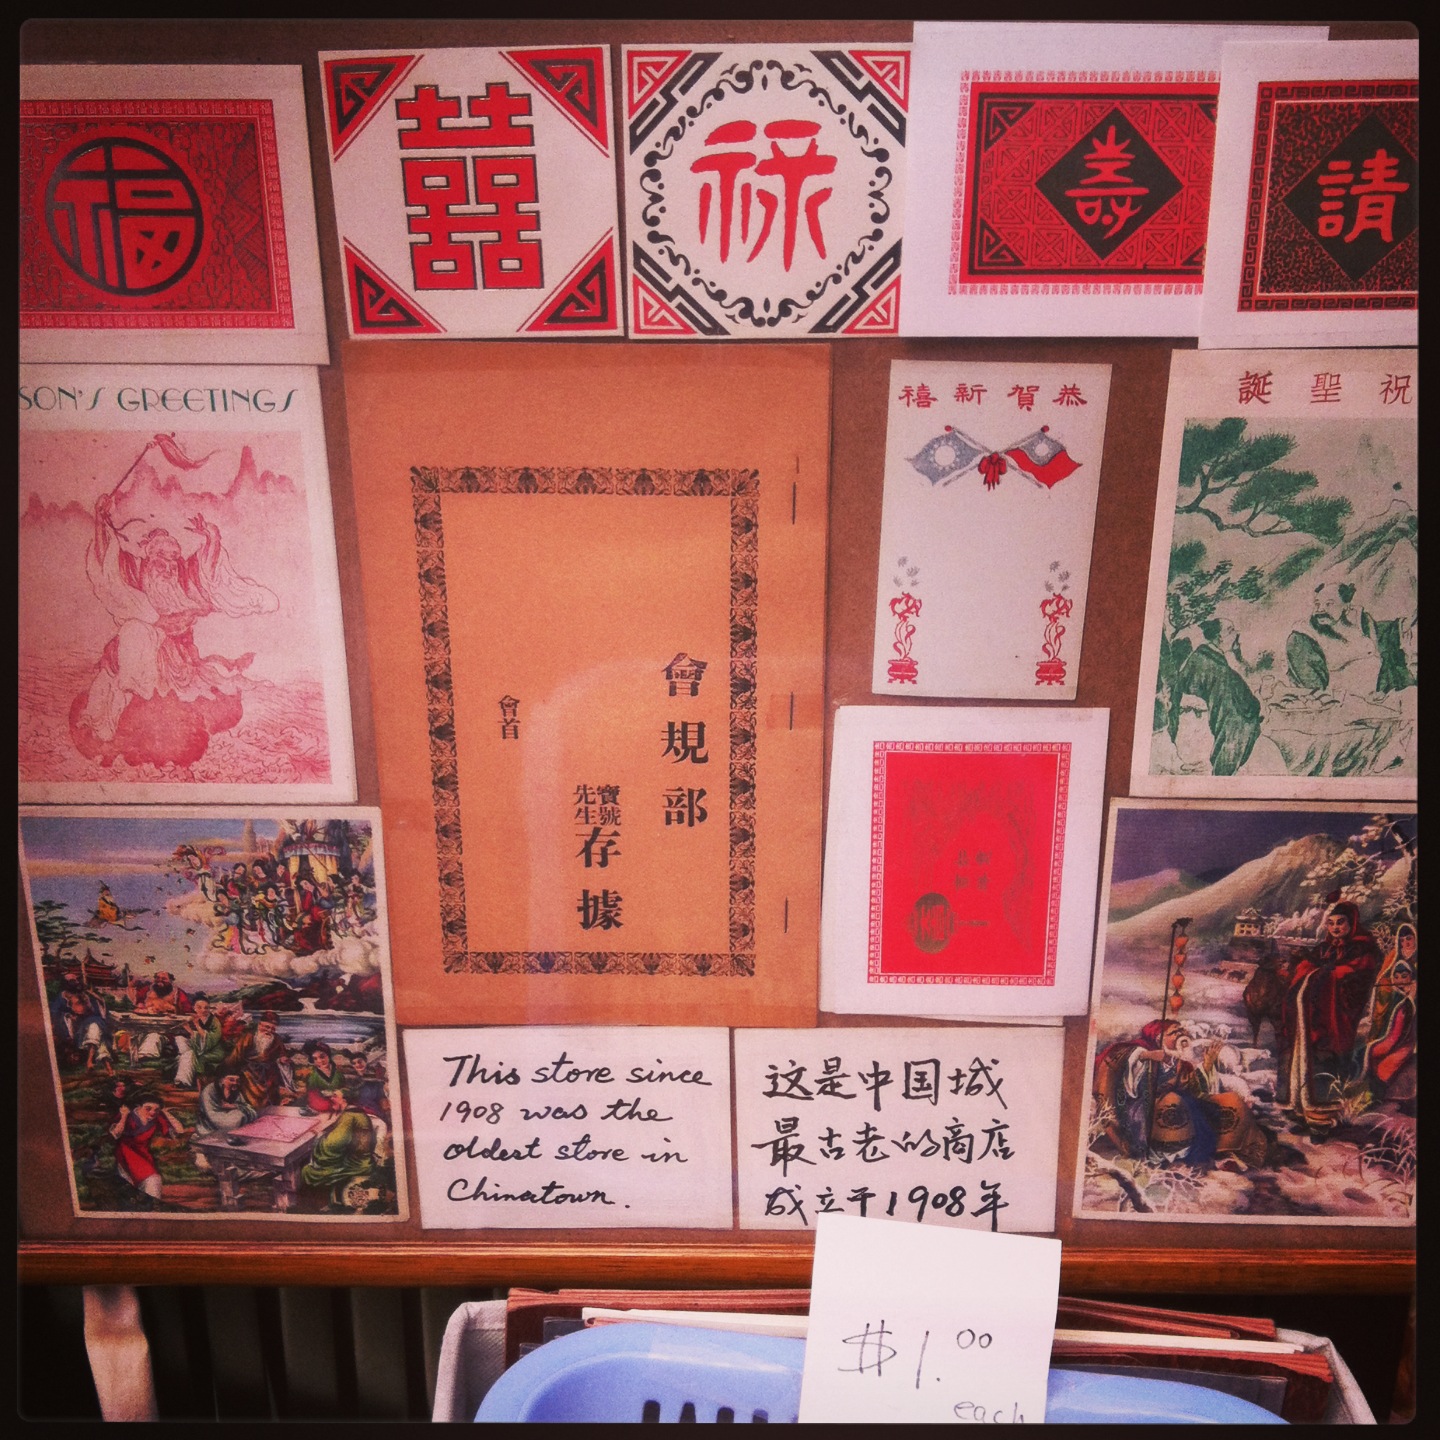 福
囍
禄
壽
請
SON'S GREETINGS
禧新賀恭
誕聖祝
會規部
寶號
先生
存據
會首
This store since
1908 was the
oldest store in
Chinatown.
这是中国城
最古老的商店
成立于1908年
$1.00
each